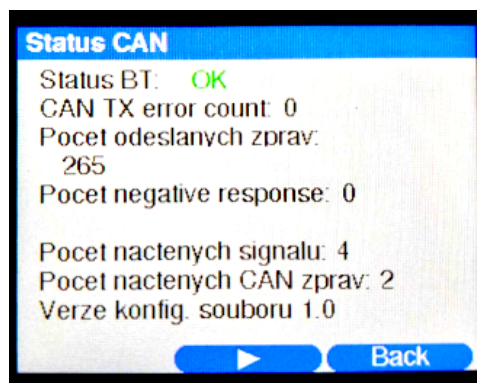 Status CAN
Status BT: OK
CAN TX error count: 0
Pocet odeslanych zprav:
265
Pocet negative response: 0
Pocet nactenych signalu: 4
Pocet nactenych CAN zprav: 2
Verze konfig. souboru 1.0
Back